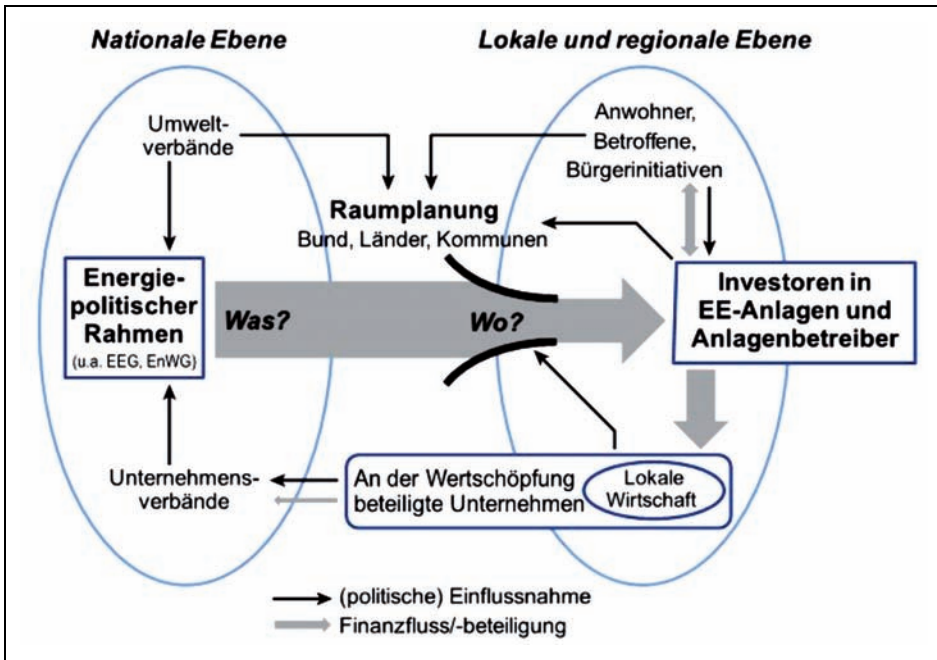 Nationale Ebene
Lokale und regionale Ebene
Umwelt-
verbände
Anwohner,
Betroffene,
Bürgerinitiativen
Raumplanung
Bund, Länder, Kommunen
Energie-
politischer
Rahmen
(u.a. EEG, EnWG)
Was?
Wo?
Investoren in
EE-Anlagen und
Anlagenbetreiber
Unternehmens-
verbände
An der Wertschöpfung
beteiligte Unternehmen
Lokale
Wirtschaft
(politische) Einflussnahme
Finanzfluss/-beteiligung